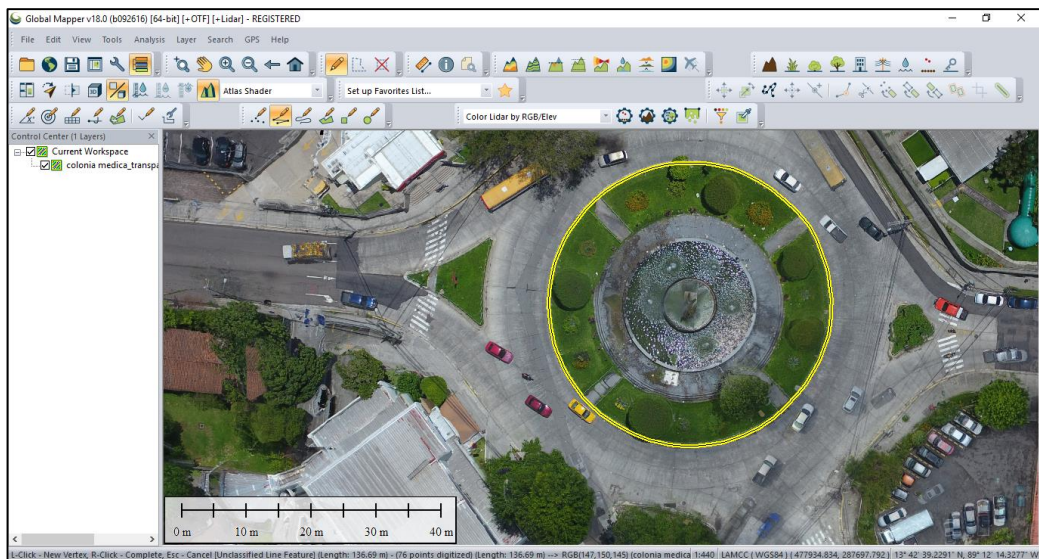 Global Mapper v18.0 (b092616) [64-bit] [+OTF] [+Lidar] - REGISTERED
File Edit View Tools Analysis Layer Search GPS Help
Atlas Shader
Set up Favorites List...
Color Lidar by RGB/Elev
Control Center (1 Layers)
Current Workspace
colonia medica_transpa
0 m 10 m 20 m 30 m 40 m
L-Click - New Vertex, R-Click - Complete, Esc - Cancel [Unclassified Line Feature] (Length: 136.69 m) - (76 points digitized) (Length: 136.69 m) --> RGB(147,150,145) (colonia medica 1:440 LAMCC ( WGS84 ) ( 477934.834, 287697.792 ) 13° 42' 39.2291" N, 89° 12' 14.3277" W